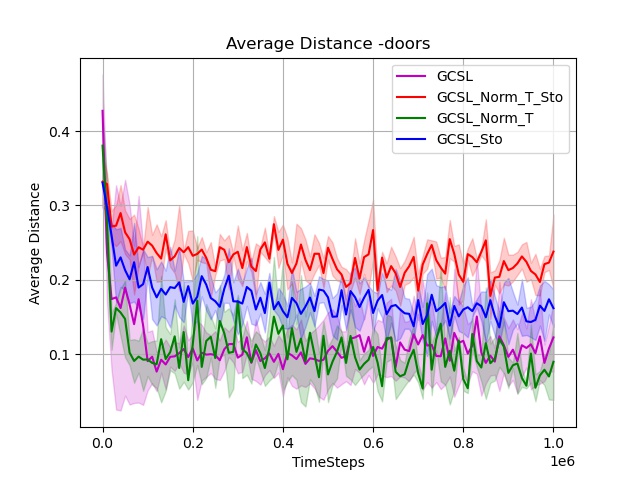 Average Distance -doors
GCSL
GCSL_Norm_T_Sto
GCSL_Norm_T
GCSL_Sto
Average Distance
0.4
0.3
0.2
0.1
0.0 0.2 0.4 0.6 0.8 1.0
1e6
TimeSteps